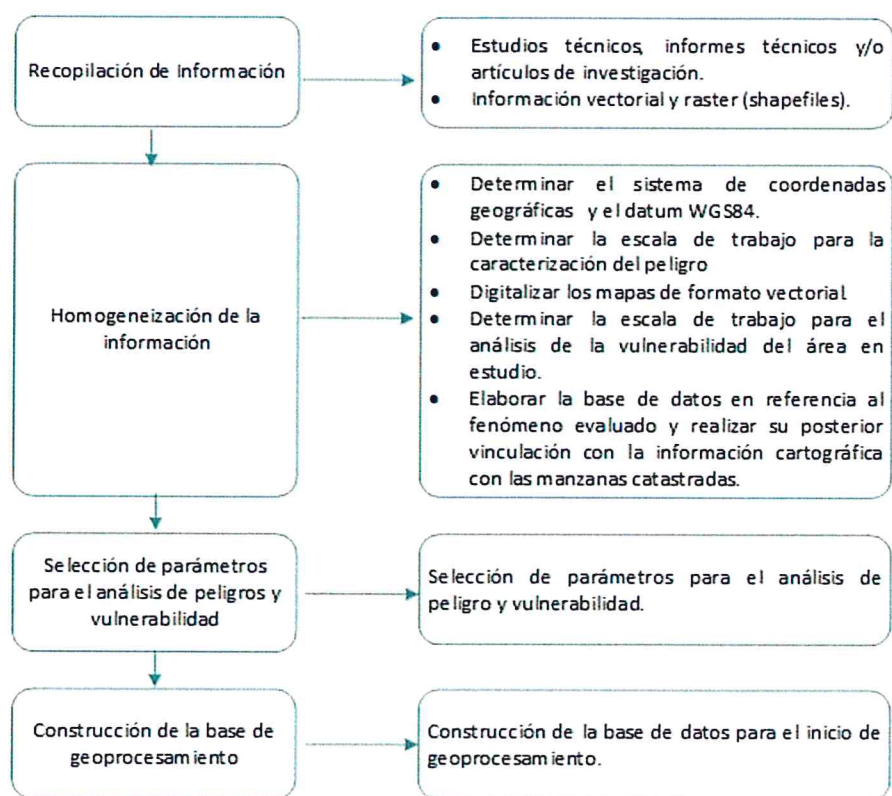 Recopilación de Información
● Estudios técnicos, informes técnicos y/o
artículos de investigación.
● Información vectorial y raster (shapefiles).
Homogeneización de la
información
● Determinar el sistema de coordenadas
geográficas y el datum WGS84.
● Determinar la escala de trabajo para la
caracterización del peligro
● Digitalizar los mapas de formato vectorial.
● Determinar la escala de trabajo para el
análisis de la vulnerabilidad del área en
estudio.
● Elaborar la base de datos en referencia al
fenómeno evaluado y realizar su posterior
vinculación con la información cartográfica
con las manzanas catastradas.
Selección de parámetros
para el análisis de peligros y
vulnerabilidad
Selección de parámetros para el análisis de
peligro y vulnerabilidad.
Construcción de la base de
geoprocesamiento
Construcción de la base de datos para el inicio de
geoprocesamiento.